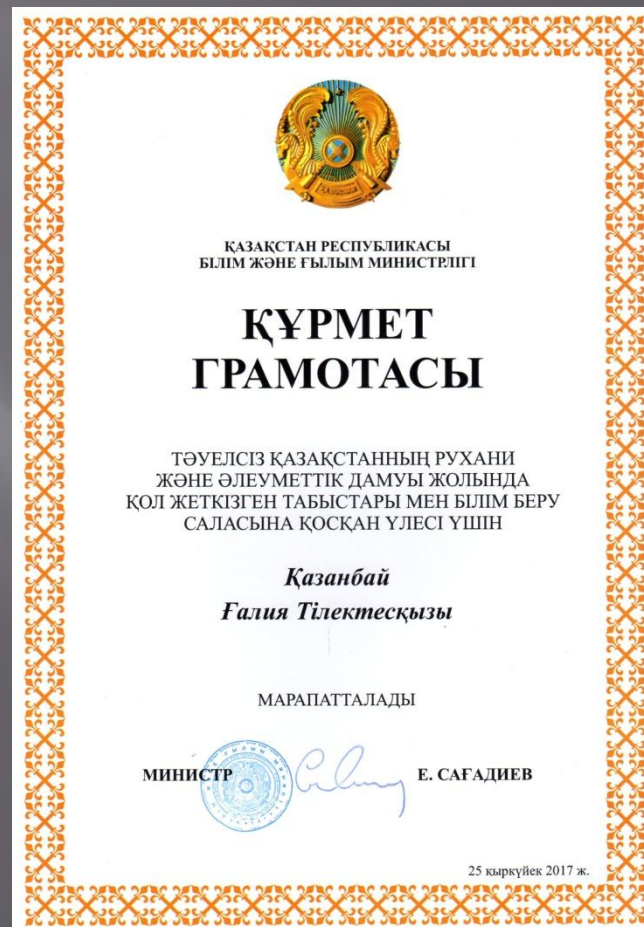 ҚАЗАҚСТАН
ҚАЗАҚСТАН РЕСПУБЛИКАСЫ
БІЛІМ ЖӘНЕ ҒЫЛЫМ МИНИСТРЛІГІ
ҚҰРМЕТ
ГРАМОТАСЫ
ТӘУЕЛСІЗ ҚАЗАҚСТАННЫҢ РУХАНИ
ЖӘНЕ ӘЛЕУМЕТТІК ДАМУЫ ЖОЛЫНДА
ҚОЛ ЖЕТКІЗГЕН ТАБЫСТАРЫ МЕН БІЛІМ БЕРУ
САЛАСЫНА ҚОСҚАН ҮЛЕСІ ҮШІН
Қазанбай
Ғалия Тілектесқызы
МАРАПАТТАЛАДЫ
МИНИСТР Е. САҒАДИЕВ
25 қыркүйек 2017 ж.